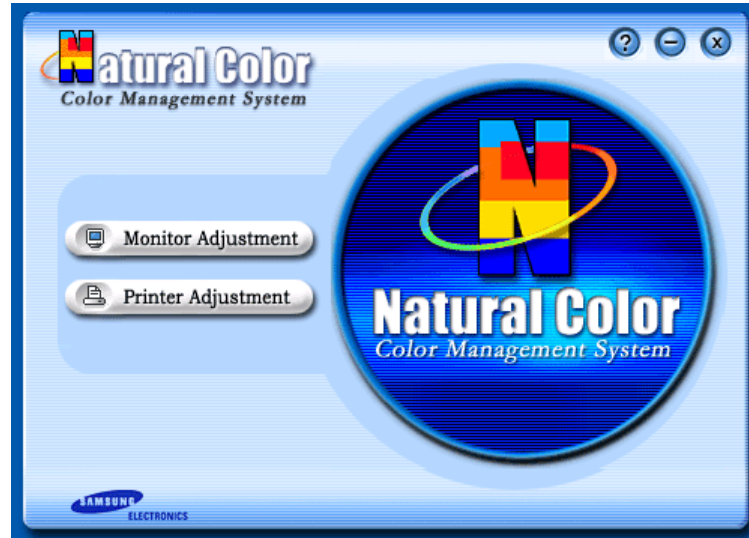 Natural Color
Color Management System
?
x
Monitor Adjustment
Printer Adjustment
N
Natural Color
Color Management System
SAMSUNG
ELECTRONICS